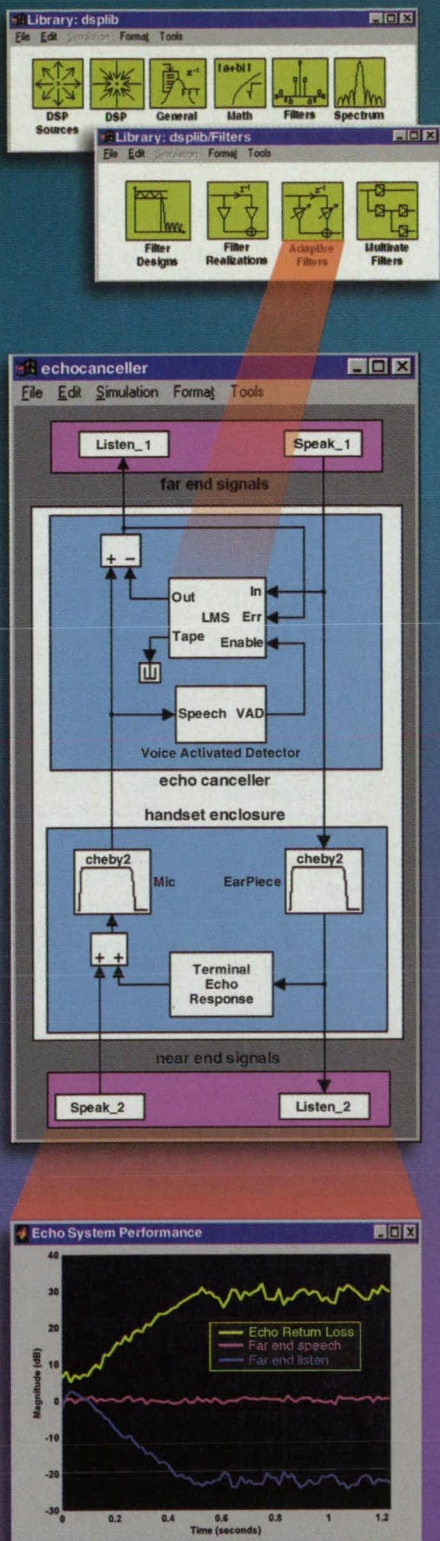 Library: dsplib
File Edit Simulation Format Tools
|a+bi|
z⁻¹
FFT
DSP Sources
DSP
General
Math
Filters
Spectrum
Library: dsplib/Filters
File Edit Simulation Format Tools
z⁻¹
z⁻¹
Filter Designs
Filter Realizations
Adaptive Filters
Multirate Filters
echocanceller
File Edit Simulation Format Tools
Listen_1
Speak_1
far end signals
+ -
Out
In
LMS
Err
Tape
Enable
Speech
VAD
Voice Activated Detector
echo canceller
handset enclosure
cheby2
Mic
EarPiece
cheby2
+ +
Terminal
Echo
Response
near end signals
Speak_2
Listen_2
Echo System Performance
40
30
20
10
0
-10
-20
-30
Magnitude (dB)
Echo Return Loss
Far end speech
Far end listen
0 0.2 0.4 0.6 0.8 1 1.2
Time (seconds)